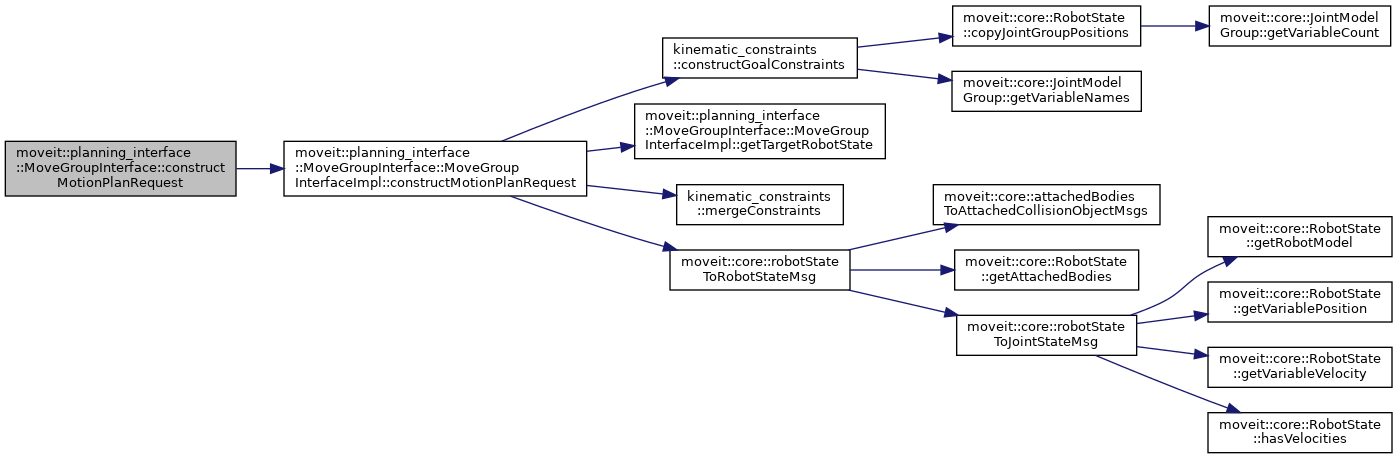 moveit::planning_interface
::MoveGroupInterface::construct
MotionPlanRequest
moveit::planning_interface
::MoveGroupInterface::MoveGroup
InterfaceImpl::constructMotionPlanRequest
kinematic_constraints
::constructGoalConstraints
moveit::core::RobotState
::copyJointGroupPositions
moveit::core::JointModel
Group::getVariableCount
moveit::core::JointModel
Group::getVariableNames
moveit::planning_interface
::MoveGroupInterface::MoveGroup
InterfaceImpl::getTargetRobotState
kinematic_constraints
::mergeConstraints
moveit::core::robotState
ToRobotStateMsg
moveit::core::attachedBodies
ToAttachedCollisionObjectMsgs
moveit::core::RobotState
::getAttachedBodies
moveit::core::robotState
ToJointStateMsg
moveit::core::RobotState
::getRobotModel
moveit::core::RobotState
::getVariablePosition
moveit::core::RobotState
::getVariableVelocity
moveit::core::RobotState
::hasVelocities